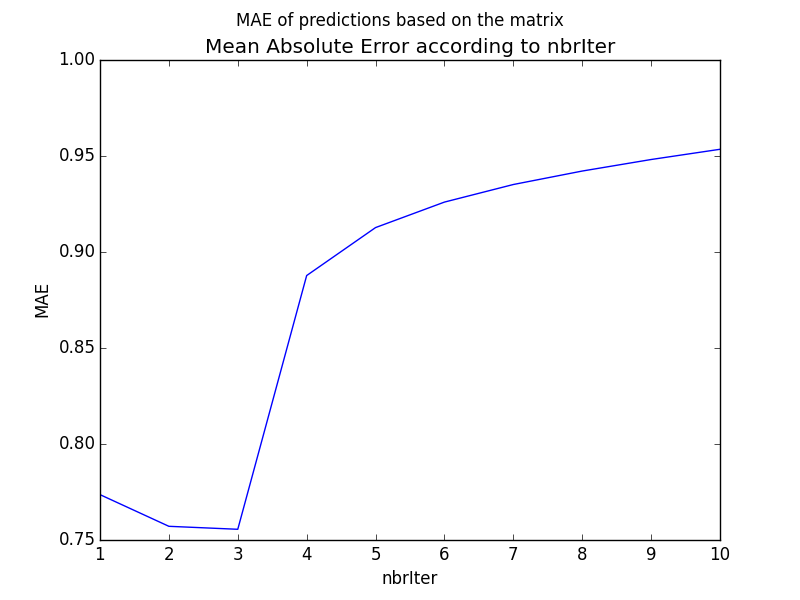 MAE of predictions based on the matrix
Mean Absolute Error according to nbrIter
1.00
0.95
0.90
0.85
0.80
0.75
MAE
1 2 3 4 5 6 7 8 9 10
nbrIter